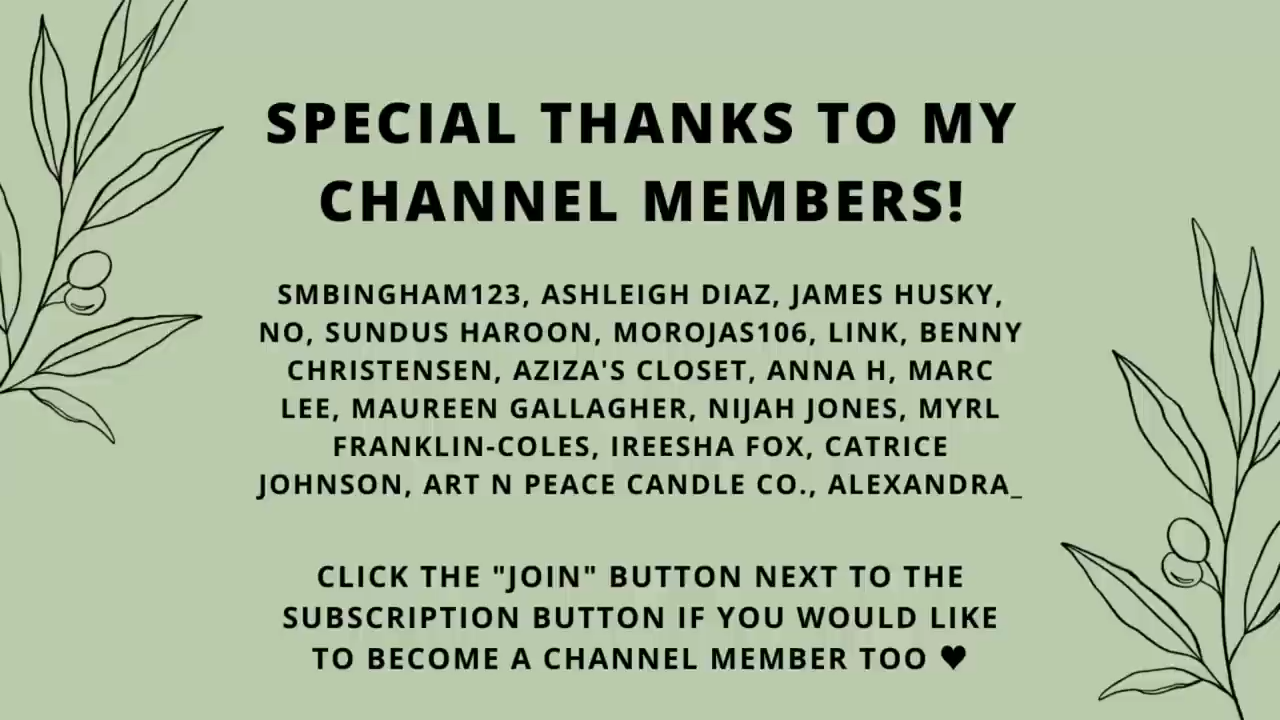 SPECIAL THANKS TO MY
CHANNEL MEMBERS!
SMBINGHAM123, ASHLEIGH DIAZ, JAMES HUSKY,
NO, SUNDUS HAROON, MOROJAS106, LINK, BENNY
CHRISTENSEN, AZIZA'S CLOSET, ANNA H, MARC
LEE, MAUREEN GALLAGHER, NIJAH JONES, MYRL
FRANKLIN-COLES, IREESHA FOX, CATRICE
JOHNSON, ART N PEACE CANDLE CO., ALEXANDRA_
CLICK THE "JOIN" BUTTON NEXT TO THE
SUBSCRIPTION BUTTON IF YOU WOULD LIKE
TO BECOME A CHANNEL MEMBER TOO ♥